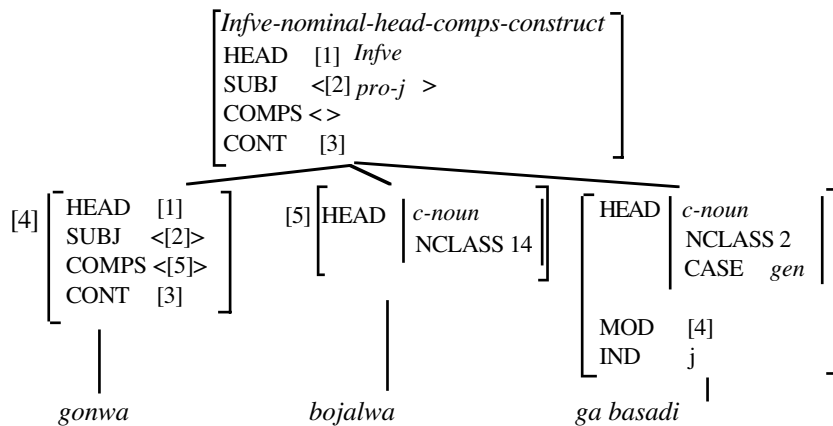 Infve-nominal-head-comps-construct
HEAD [1] Infve
SUBJ <[2] pro-j >
COMPS < >
CONT [3]
[4] HEAD [1]
SUBJ <[2]>
COMPS <[5]>
CONT [3]
[5] HEAD c-noun
NCLASS 14
HEAD c-noun
NCLASS 2
CASE gen
MOD [4]
IND j
gonwa bojalwa ga basadi